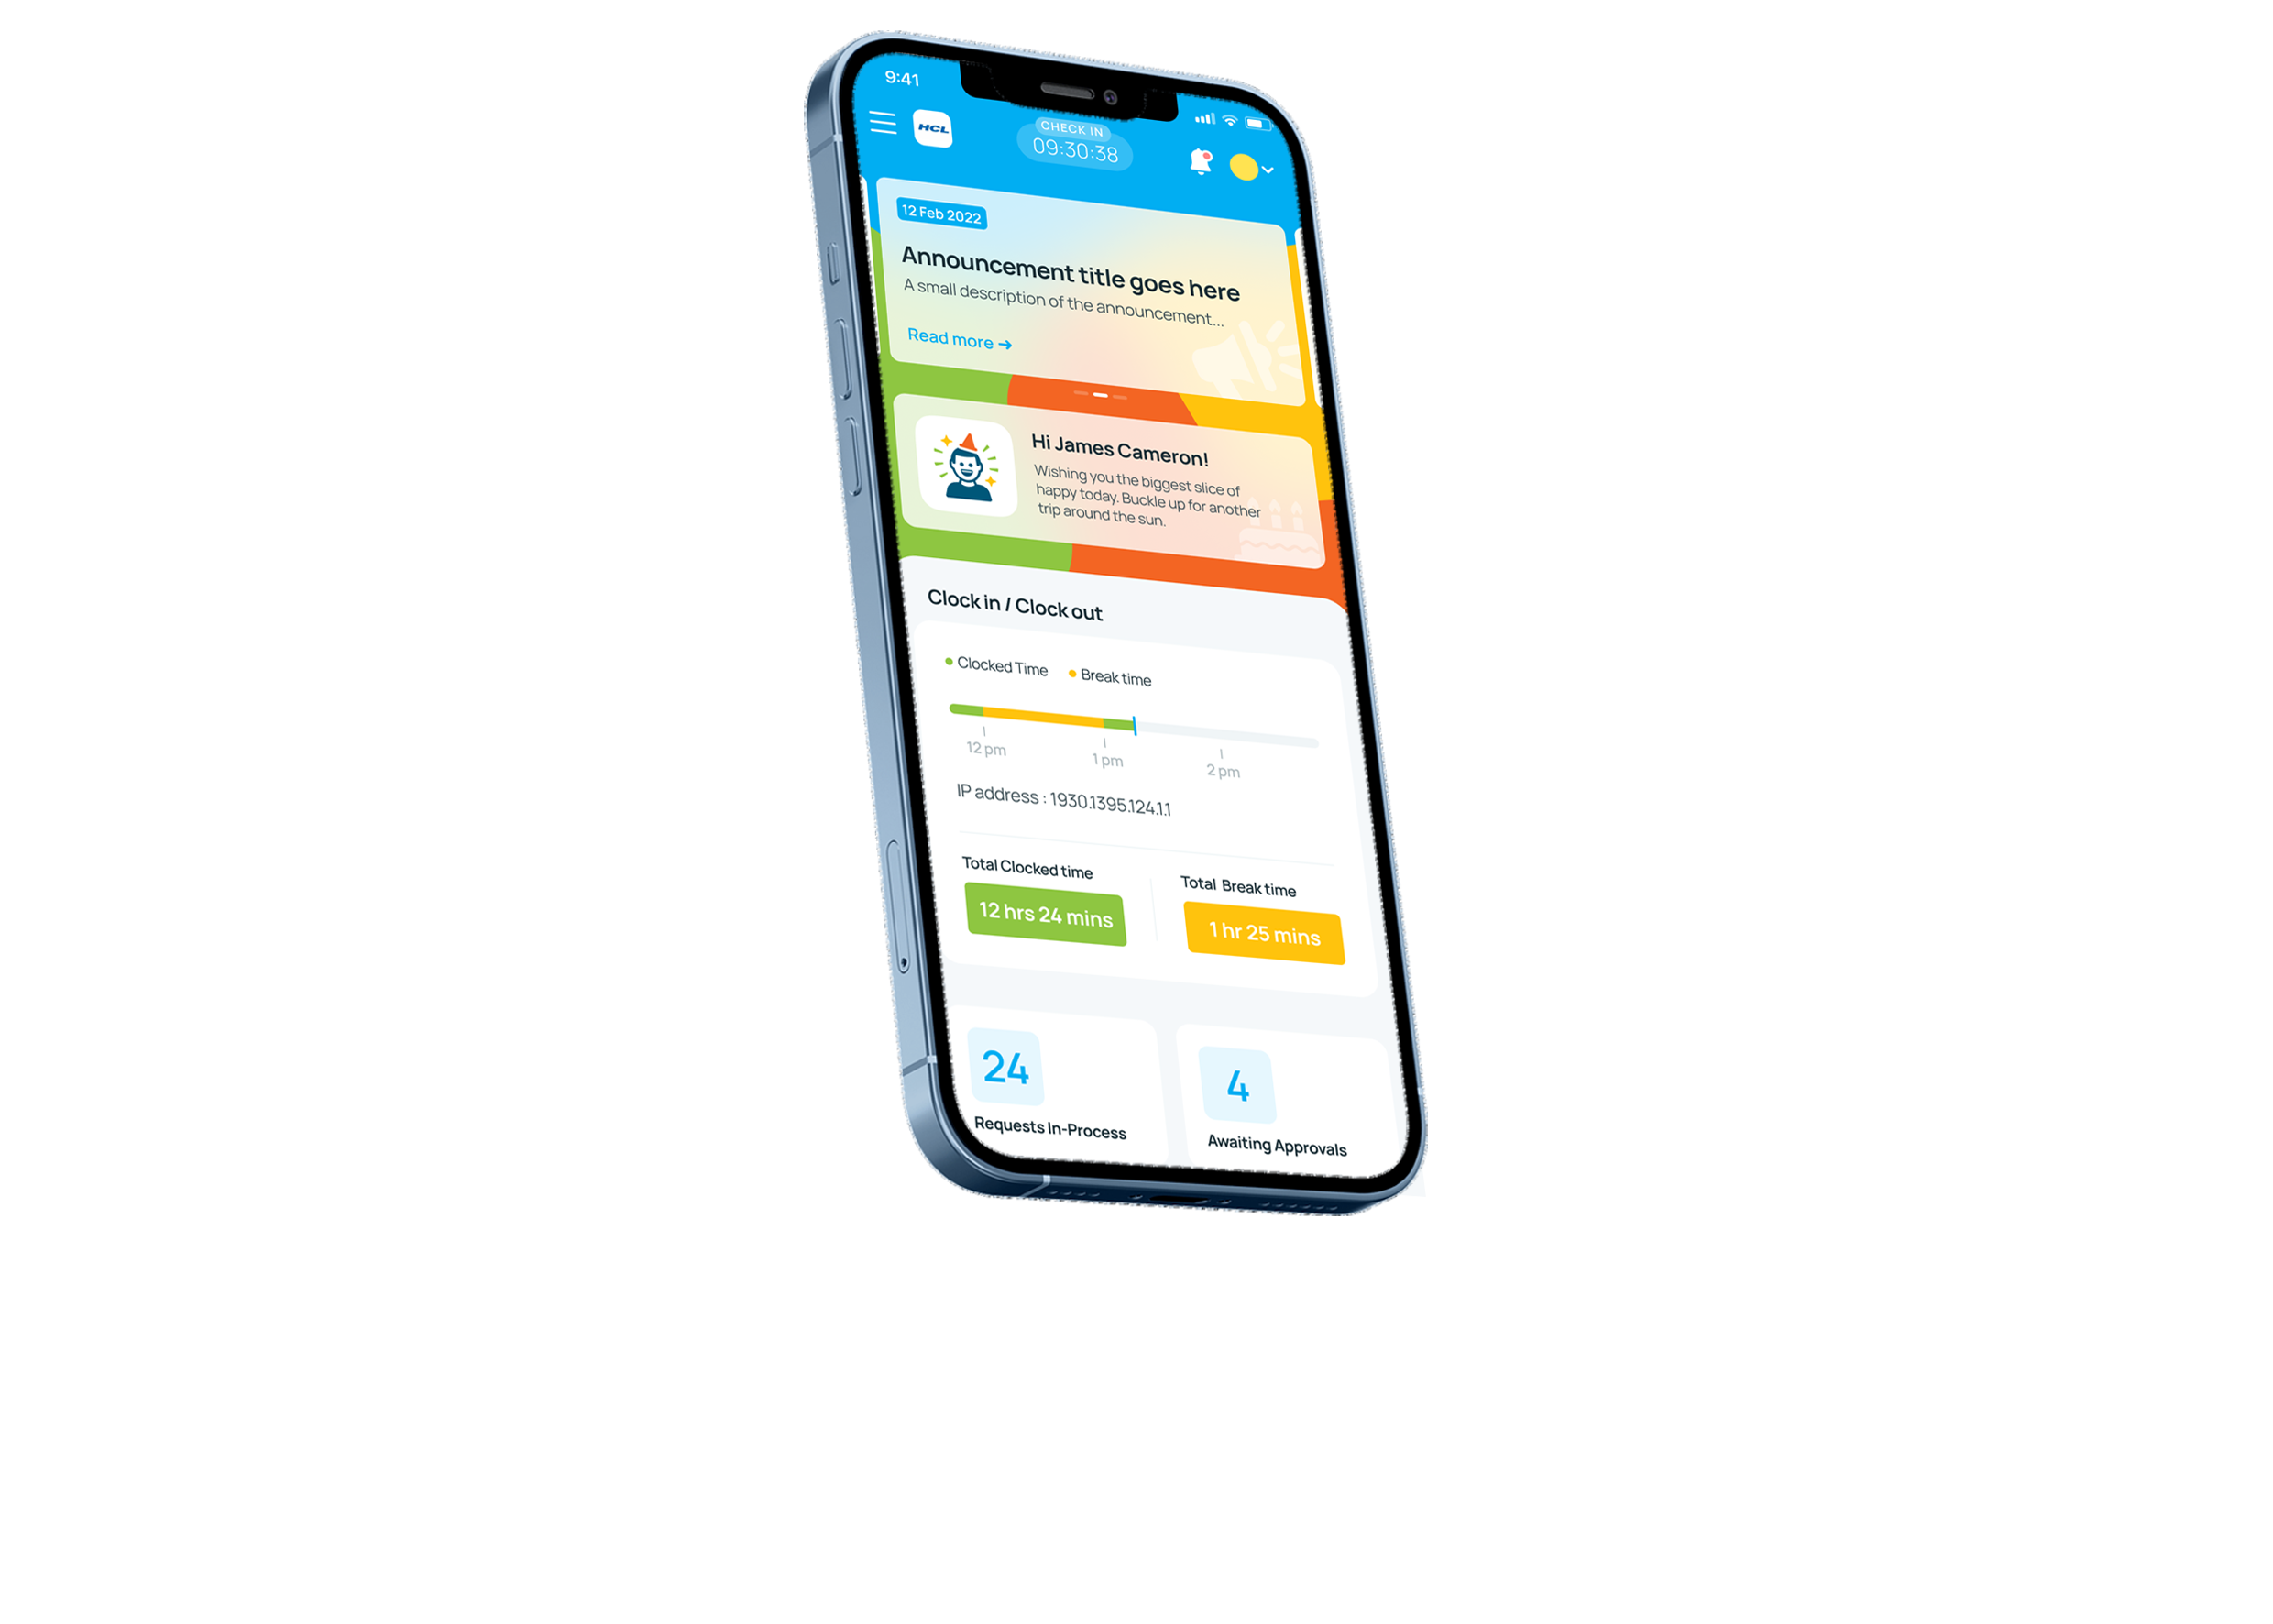 9:41
HCL
CHECK IN
09:30:38
12 Feb 2022
Announcement title goes here
A small description of the announcement...
Read more →
Hi James Cameron!
Wishing you the biggest slice of
happy today. Buckle up for another
trip around the sun.
Clock in / Clock out
Clocked Time Break time
12 pm 1 pm 2 pm
IP address : 1930.1395.124.1.1
Total Clocked time Total Break time
12 hrs 24 mins 1 hr 25 mins
24 4
Requests In-Process Awaiting Approvals